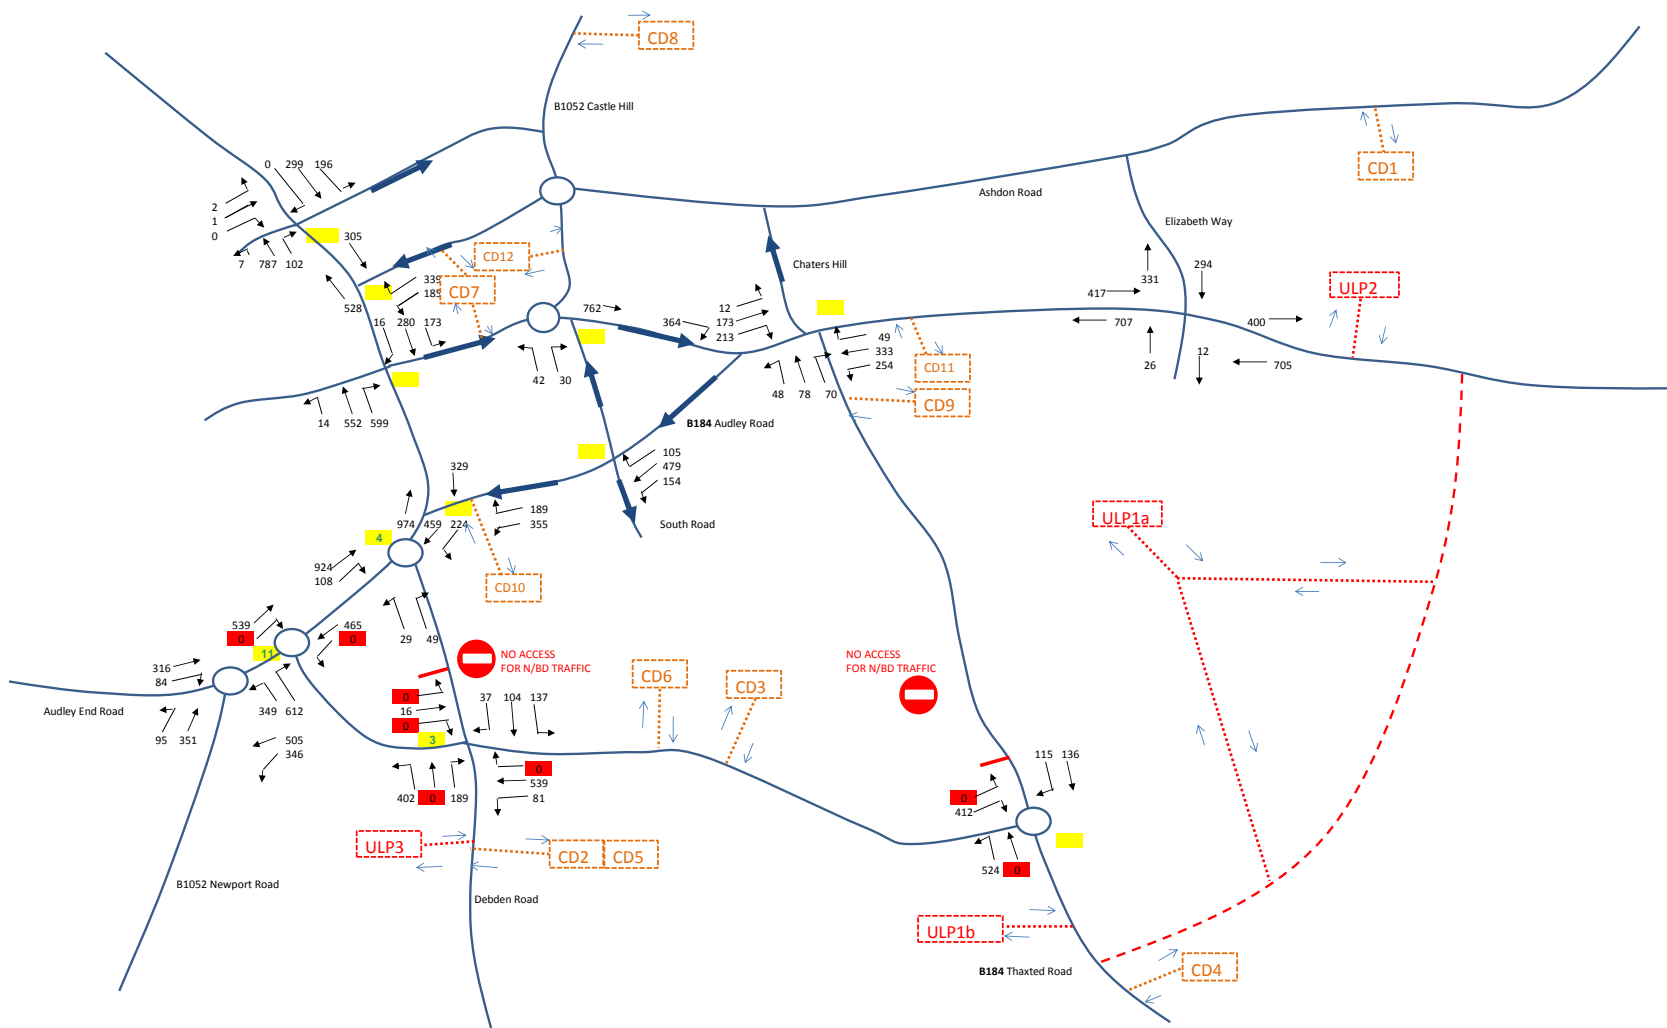 CD8
B1052 Castle Hill
CD1
0 299 196
Ashdon Road
2
1
0
Elizabeth Way
305
7 787 102
CD12
Chaters Hill
339
185
CD7
331
294
417
ULP2
528
16 280 173
762
364
12
173
213
707
400
49
333
254
26
12
705
42 30
48 78 70
CD11
CD9
14 552 599
B184 Audley Road
105
479
154
329
974 459 224
189
355
South Road
ULP1a
4
924
108
CD10
539
0
465
0
29 49
11
NO ACCESS
FOR N/BD TRAFFIC
NO ACCESS
FOR N/BD TRAFFIC
316
84
CD6
CD3
0
16
0
37 104 137
Audley End Road
349 612
95 351
505
346
3
0
539
81
402 0 189
115 136
0
412
ULP3
CD2 CD5
524 0
B1052 Newport Road
Debden Road
ULP1b
B184 Thaxted Road
CD4